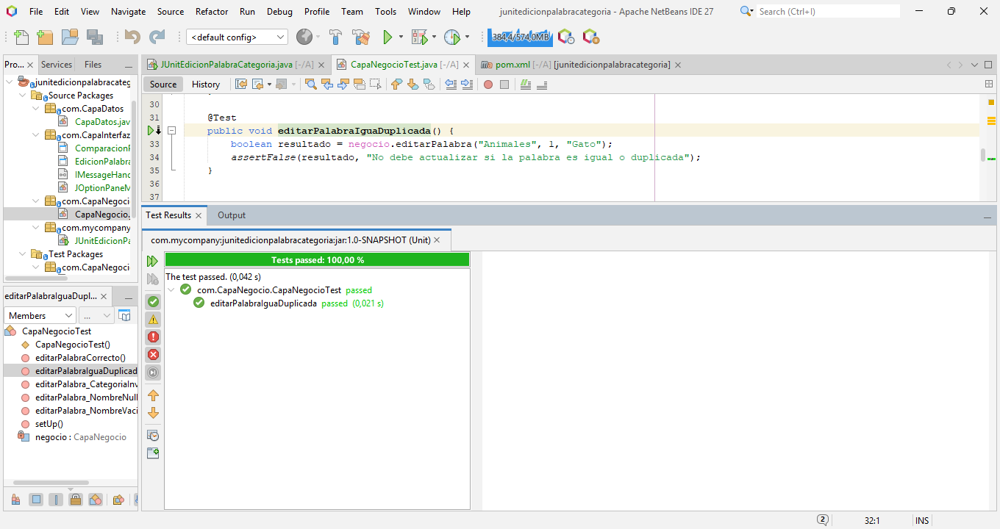 File Edit View Navigate Source Refactor Run Debug Profile Team Tools Window Help junitedicionpalabracategoria - Apache NetBeans IDE 27 Search (Ctrl+I)
<default config> 384,4/574,0MB
Pro... Services Files
junitedicionpalabracateg
Source Packages
com.CapaDatos
CapaDatos.jav
com.CapaInterfaz
ComparacionF
EdicionPalabra
IMessageHand
JOptionPaneM
com.CapaNegoci
CapaNegocio.
com.mycompany
JUnitEdicionPa
Test Packages
com.CapaNegoci
editarPalabraIguaDupl...
Members ...
CapaNegocioTest
CapaNegocioTest()
editarPalabraCorrecto()
editarPalabraIguaDuplicad
editarPalabra_CategoriaInv
editarPalabra_NombreNull
editarPalabra_NombreVaci
setUp()
negocio : CapaNegocio
JUnitEdicionPalabraCategoria.java [-/A] CapaNegocioTest.java [-/A] pom.xml [-/A] [junitedicionpalabracategoria]
Source History
30
31 @Test
public void editarPalabraIguaDuplicada() {
33 boolean resultado = negocio.editarPalabra("Animales", 1, "Gato");
34 assertFalse(resultado, "No debe actualizar si la palabra es igual o duplicada");
35 }
36
37
Test Results Output
com.mycompany:junitedicionpalabracategoria:jar:1.0-SNAPSHOT (Unit)
Tests passed: 100,00 %
The test passed. (0,042 s)
com.CapaNegocio.CapaNegocioTest passed
editarPalabraIguaDuplicada passed (0,021 s)
2 32:1 INS